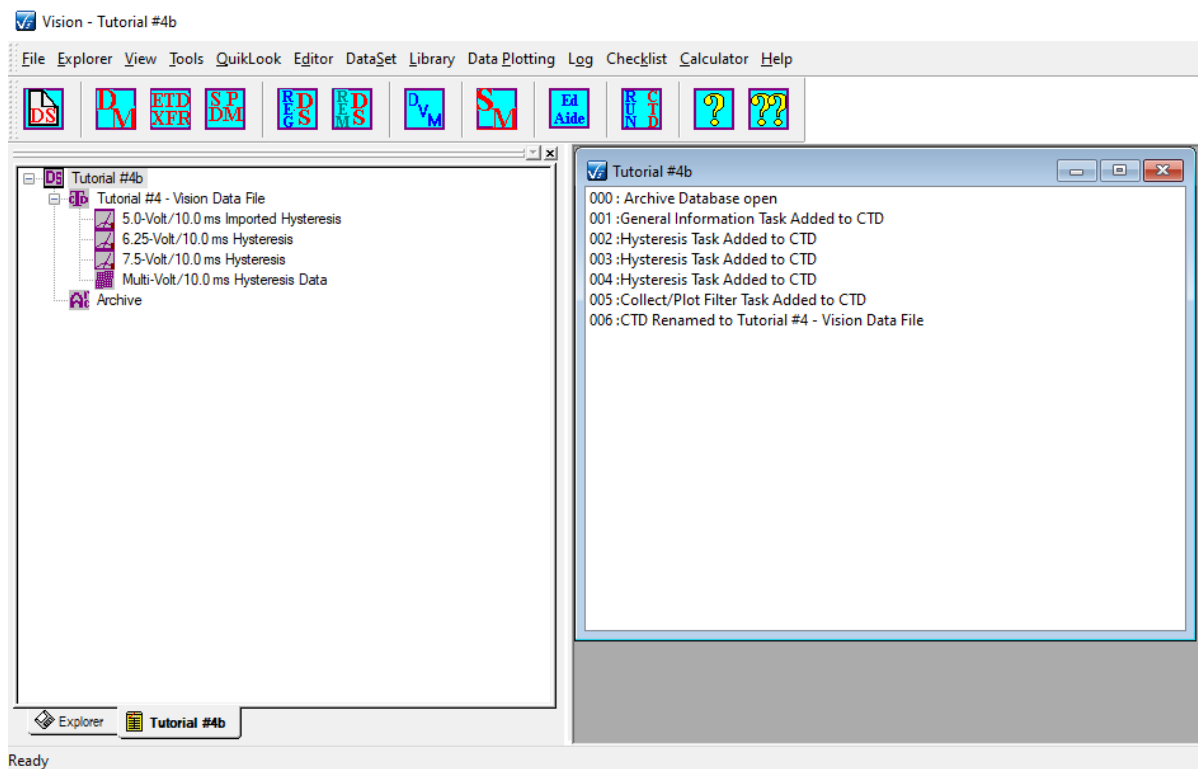 Vision - Tutorial #4b
File Explorer View Tools QuikLook Editor DataSet Library Data Plotting Log Checklist Calculator Help
DS
DM
ETD XFR
SP DM
REG DS
REM DS
DVM
SM
Ed Aide
RUN CTD
?
??
DS Tutorial #4b
CTD Tutorial #4 - Vision Data File
5.0-Volt/10.0 ms Imported Hysteresis
6.25-Volt/10.0 ms Hysteresis
7.5-Volt/10.0 ms Hysteresis
Multi-Volt/10.0 ms Hysteresis Data
Archive
Explorer
Tutorial #4b
Tutorial #4b
000 : Archive Database open
001 :General Information Task Added to CTD
002 :Hysteresis Task Added to CTD
003 :Hysteresis Task Added to CTD
004 :Hysteresis Task Added to CTD
005 :Collect/Plot Filter Task Added to CTD
006 :CTD Renamed to Tutorial #4 - Vision Data File
Ready